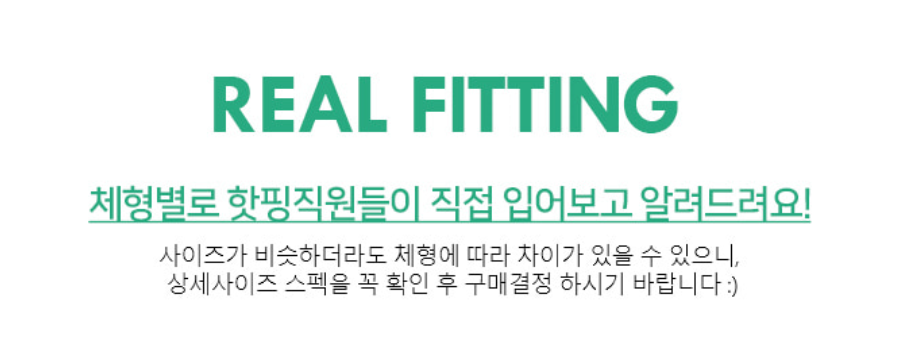 REAL FITTING
체형별로 핫핑직원들이 직접 입어보고 알려드려요!
사이즈가 비슷하더라도 체형에 따라 차이가 있을 수 있으니,
상세사이즈 스펙을 꼭 확인 후 구매결정 하시기 바랍니다 :)